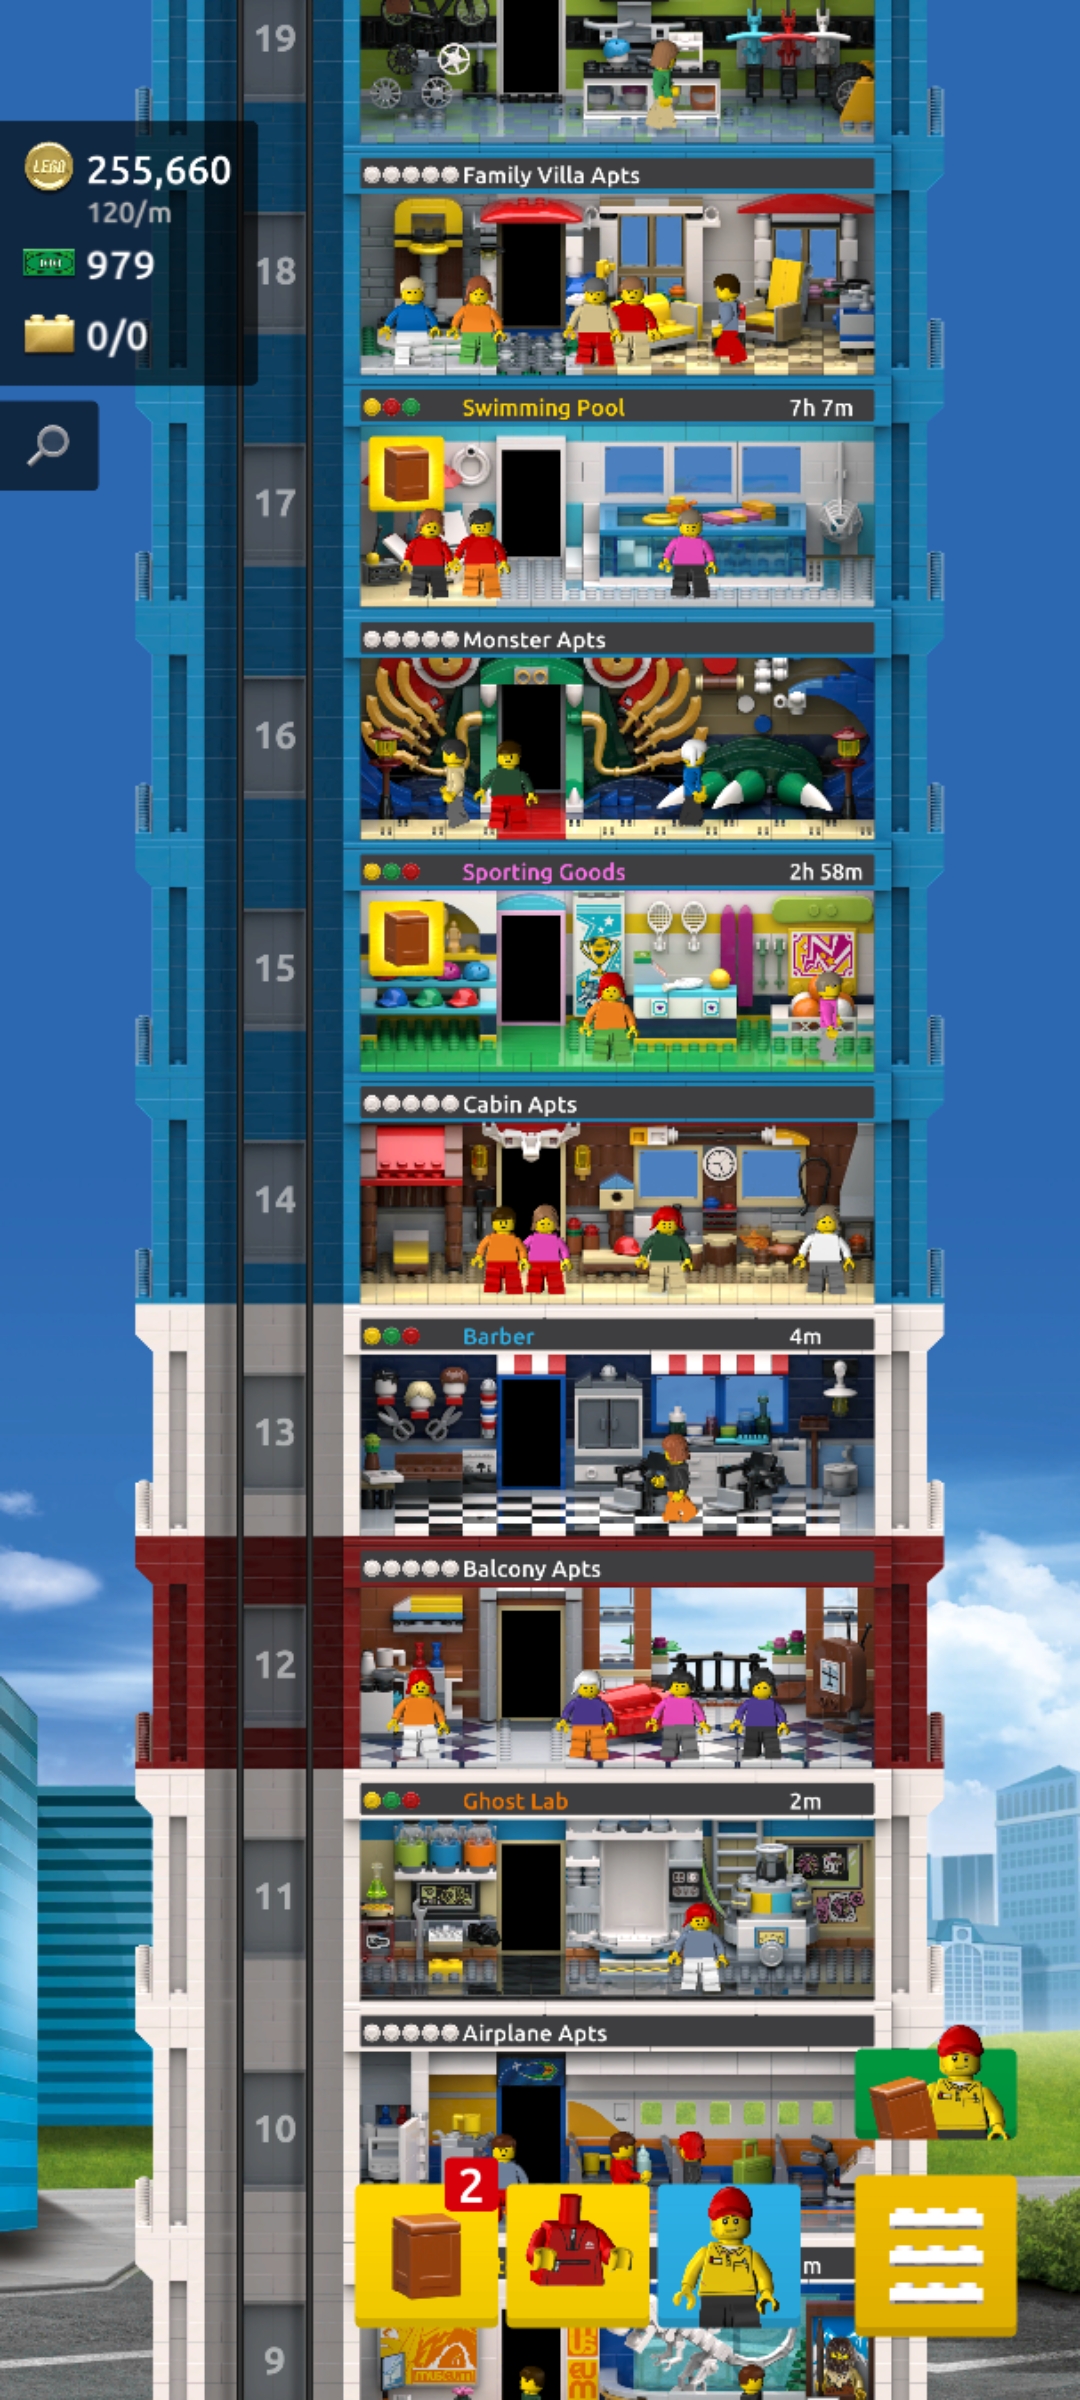 19
LEGO 255,660
120/m
979
0/0
Family Villa Apts
18
Swimming Pool 7h 7m
17
Monster Apts
16
Sporting Goods 2h 58m
15
Cabin Apts
14
Barber 4m
13
Balcony Apts
12
Ghost Lab 2m
11
Airplane Apts
10
2
m
9
museum